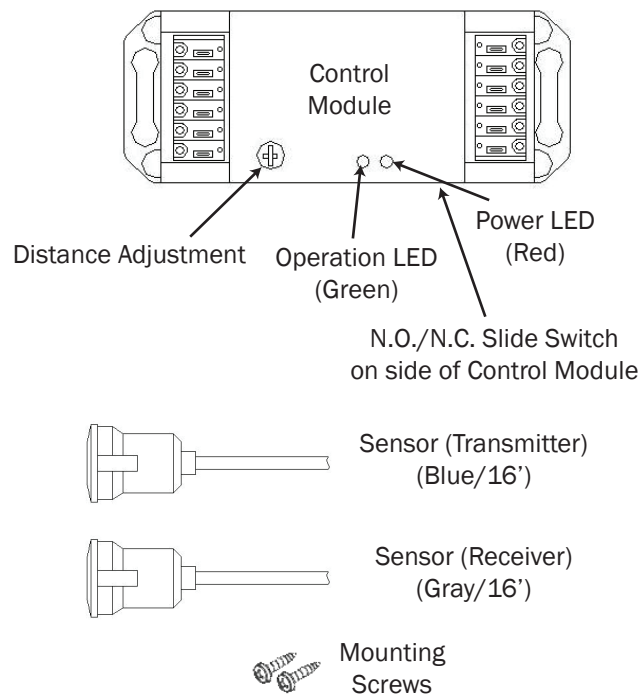 Control
Module
Distance Adjustment
Operation LED
(Green)
Power LED
(Red)
N.O./N.C. Slide Switch
on side of Control Module
Sensor (Transmitter)
(Blue/16’)
Sensor (Receiver)
(Gray/16’)
Mounting
Screws